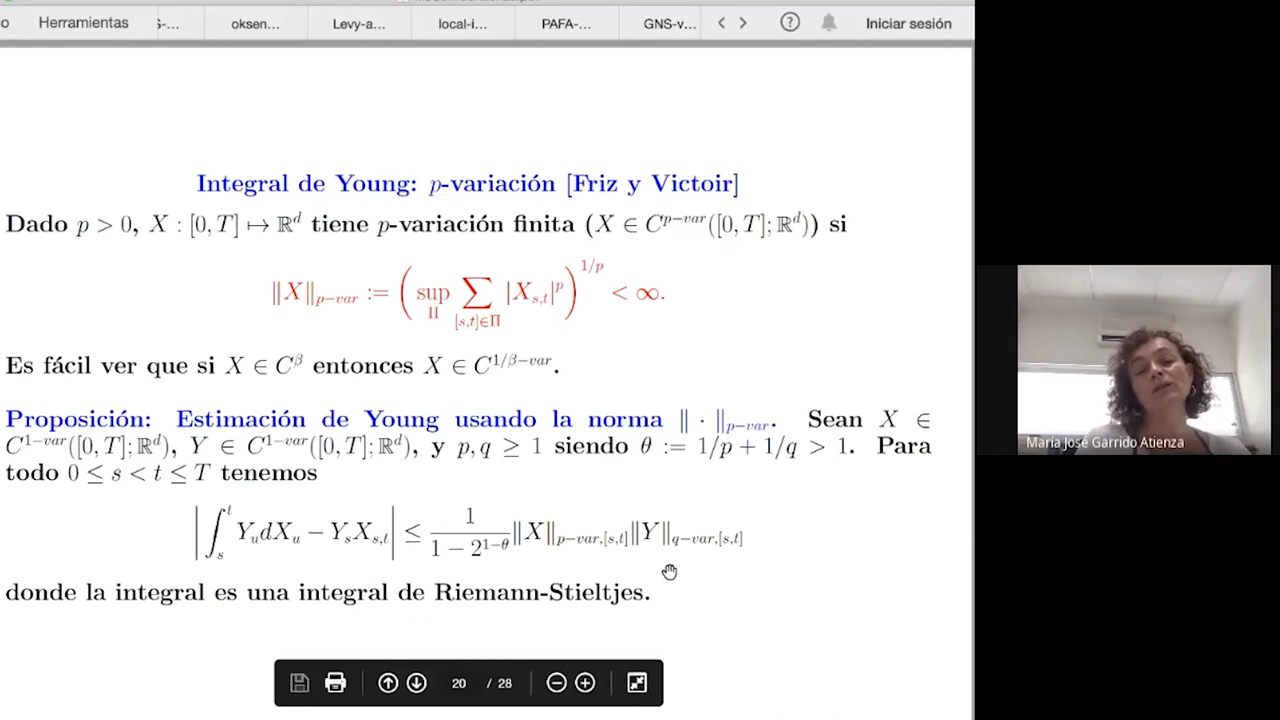 Herramientas
oksen...
Levy-a...
local-i...
PAFA-...
GNS-v...
Iniciar sesión
Integral de Young: p-variación [Friz y Victoir]
Dado p > 0, X : [0, T] ↦ ℝ^d tiene p-variación finita (X ∈ C^{p−var}([0, T]; ℝ^d)) si
‖X‖_{p−var} := ( sup_Π ∑_{[s,t]∈Π} |X_{s,t}|^p )^{1/p} < ∞.
Es fácil ver que si X ∈ C^β entonces X ∈ C^{1/β−var}.
Proposición: Estimación de Young usando la norma ‖ · ‖_{p−var}. Sean X ∈
C^{1−var}([0, T]; ℝ^d), Y ∈ C^{1−var}([0, T]; ℝ^d), y p, q ≥ 1 siendo θ := 1/p + 1/q > 1. Para
todo 0 ≤ s < t ≤ T tenemos
| ∫_s^t Y_u dX_u − Y_s X_{s,t} | ≤ \frac{1}{1 − 2^{1−θ}} ‖X‖_{p−var,[s,t]} ‖Y‖_{q−var,[s,t]}
donde la integral es una integral de Riemann-Stieltjes.
20 / 28
María José Garrido Atienza